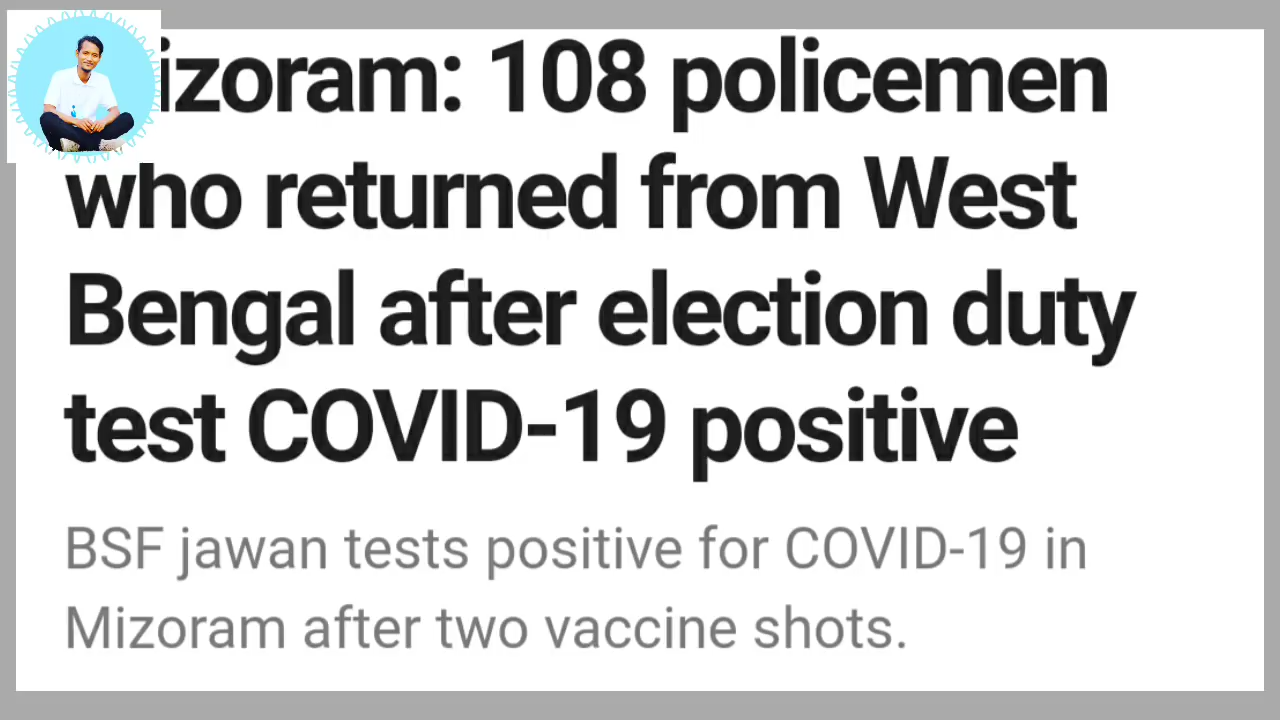 izoram: 108 policemen
who returned from West
Bengal after election duty
test COVID-19 positive
BSF jawan tests positive for COVID-19 in
Mizoram after two vaccine shots.